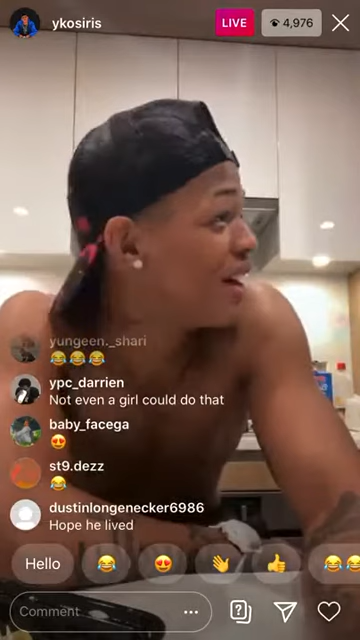 ykosiris
LIVE
4,976
yungeen._shari
😂😂😂
ypc_darrien
Not even a girl could do that
baby_facega
😍
st9.dezz
😂
dustinlongenecker6986
Hope he lived
Hello
😂 😍 👋 👍 😂😂
Comment